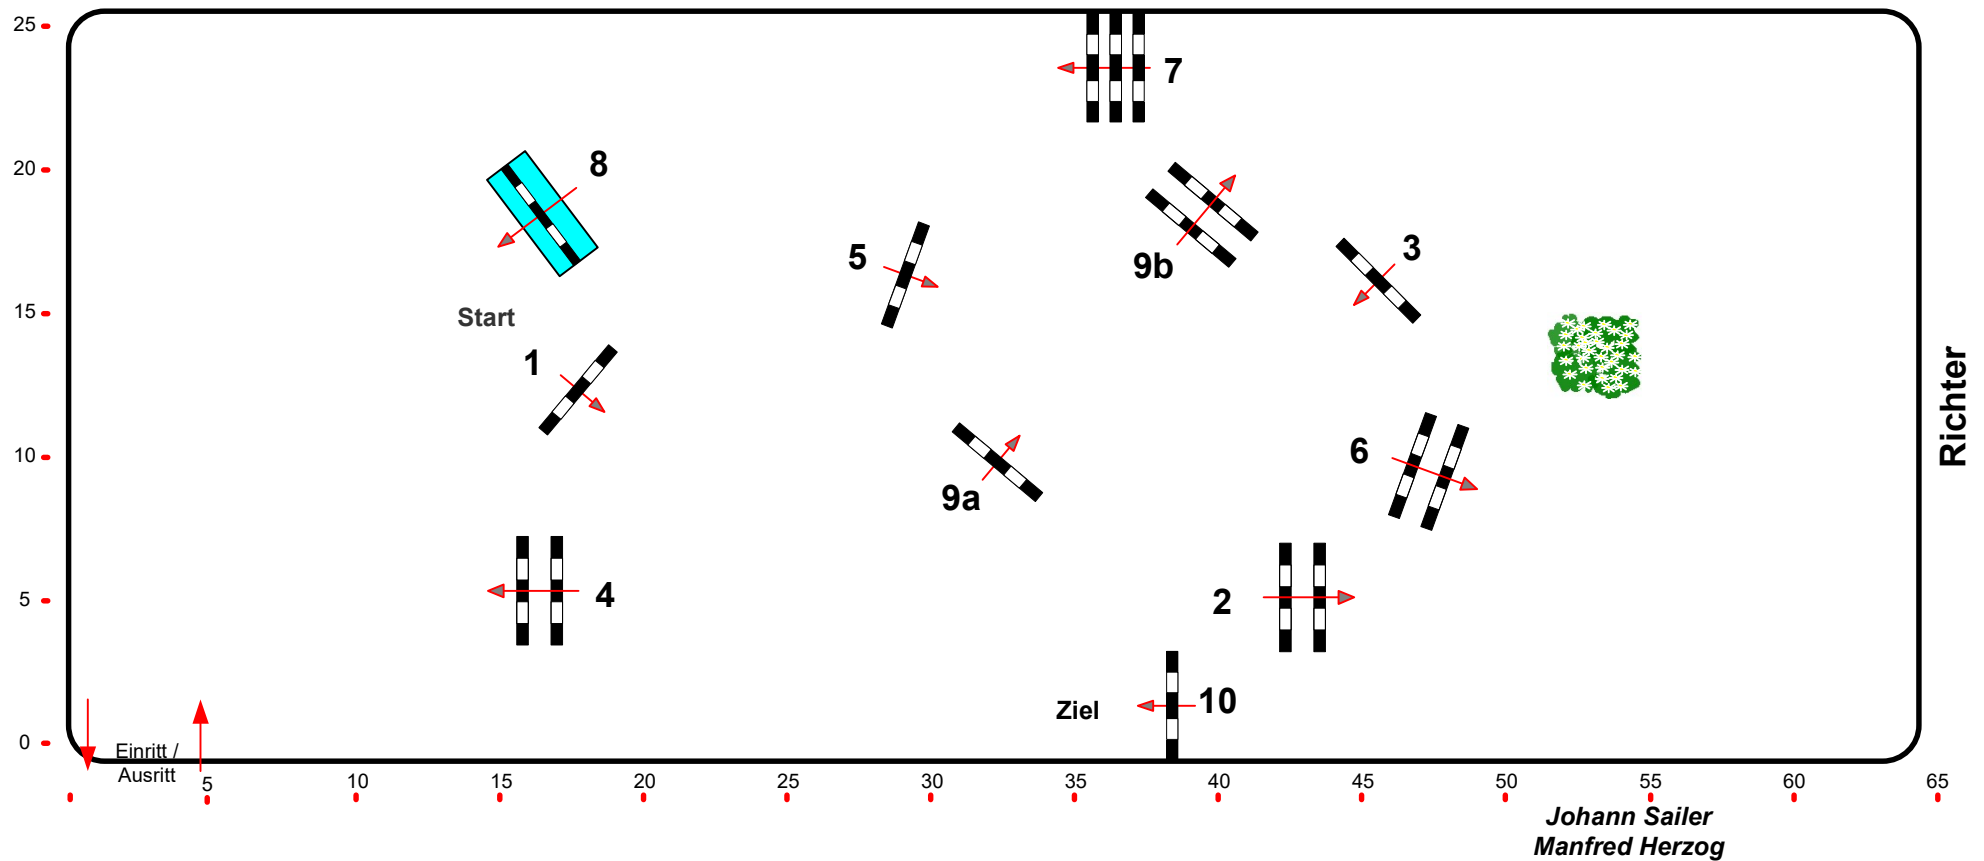 25
7
20
8
5
9b
3
Start
15
1
Richter
10
6
9a
5
4
2
Ziel
10
0
Einritt /
Ausritt
5 10 15 20 25 30 35 40 45 50 55 60 65
Johann Sailer
Manfred Herzog